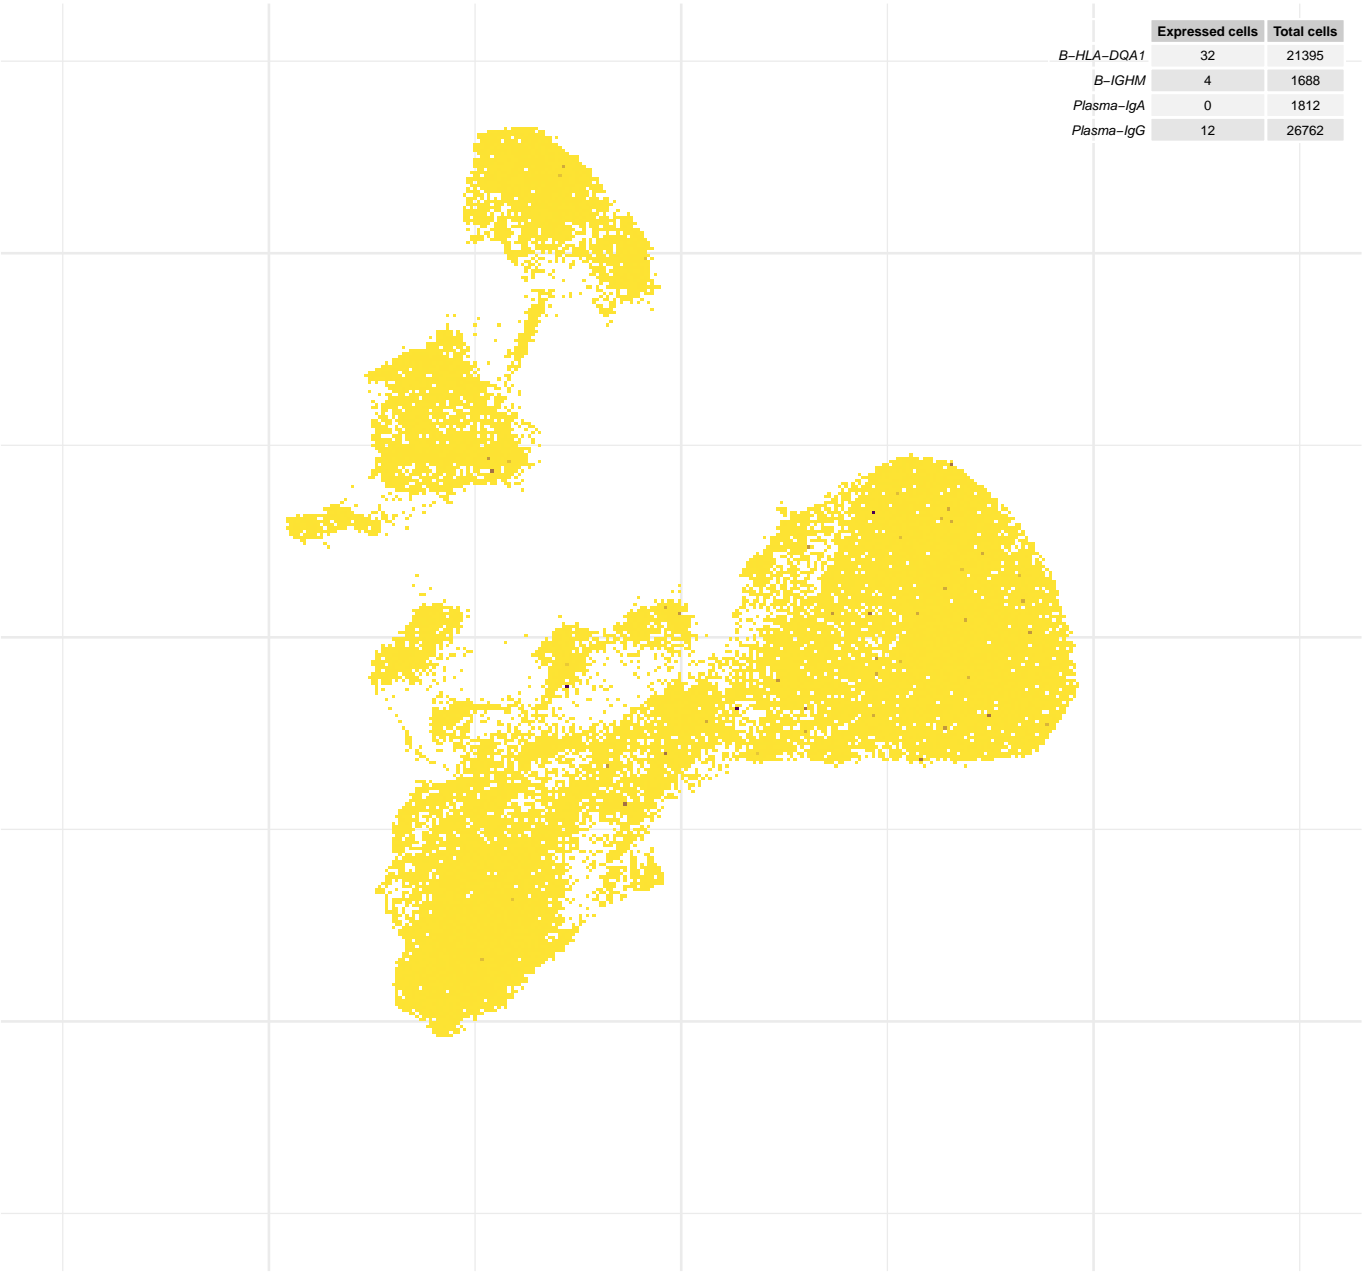 Expressed cells Total cells
B−HLA−DQA1 32 21395
B−IGHM 4 1688
Plasma−IgA 0 1812
Plasma−IgG 12 26762